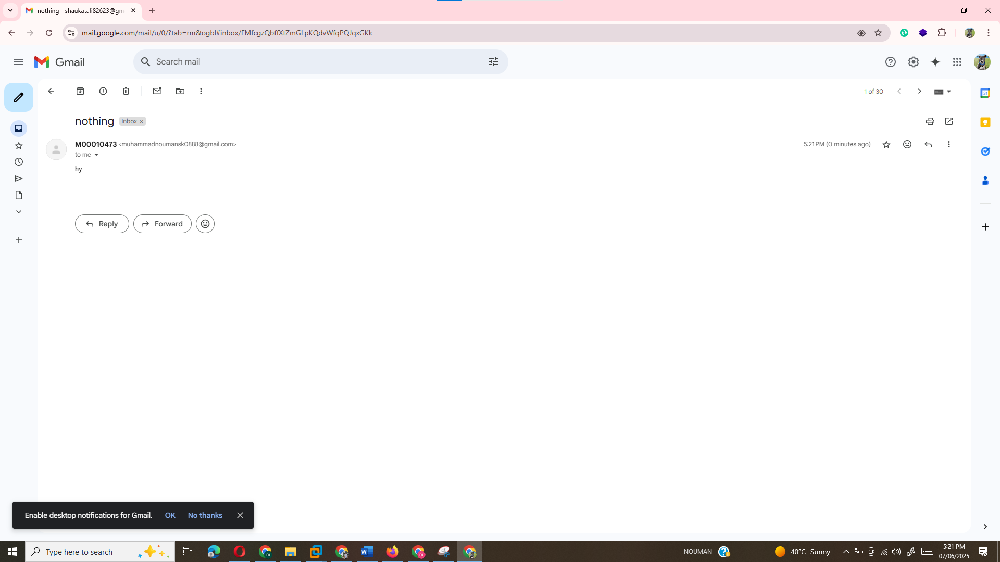 nothing - shaukatali82623@gm
mail.google.com/mail/u/0/?tab=rm&ogbl#inbox/FMfcgzQbffXtZmGLpKQdvWfqPQJqxGKk
Gmail
Search mail
1 of 30
nothing Inbox ×
M00010473 <muhammadnoumansk0888@gmail.com>
5:21 PM (0 minutes ago)
to me
hy
Reply
Forward
31
Enable desktop notifications for Gmail. OK No thanks
Type here to search
m
W
m
NOUMAN
40°C Sunny
5:21 PM
07/06/2025